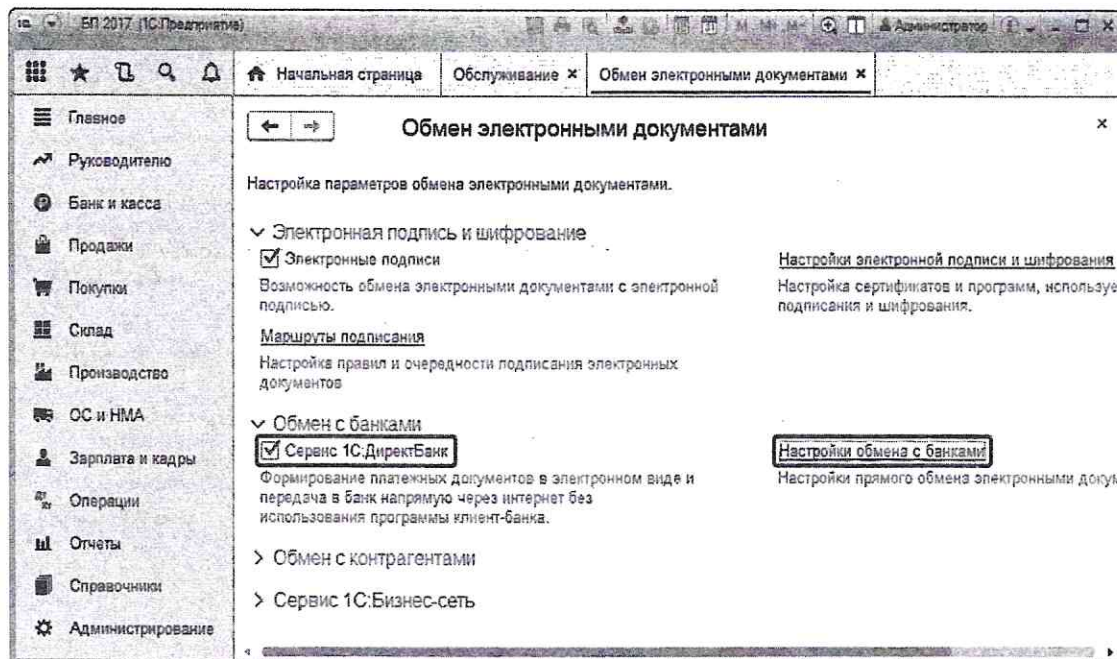 БП 2017 (1С:Предприятие)
M M+ M-
Администратор
Начальная страница
Обслуживание ×
Обмен электронными документами ×
Главное
Руководителю
Банк и касса
Продажи
Покупки
Склад
Производство
ОС и НМА
Зарплата и кадры
Операции
Отчеты
Справочники
Администрирование
Обмен электронными документами
Настройка параметров обмена электронными документами.
Электронная подпись и шифрование
Электронные подписи
Возможность обмена электронными документами с электронной
подписью.
Маршруты подписания
Настройка правил и очередности подписания электронных
документов
Настройки электронной подписи и шифрования
Настройка сертификатов и программ, используе
подписания и шифрования.
Обмен с банками
Сервис 1С:ДиректБанк
Формирование платежных документов в электронном виде и
передача в банк напрямую через интернет без
использования программы клиент-банка.
Настройки обмена с банками
Настройки прямого обмена электронными докум
Обмен с контрагентами
Сервис 1С:Бизнес-сеть